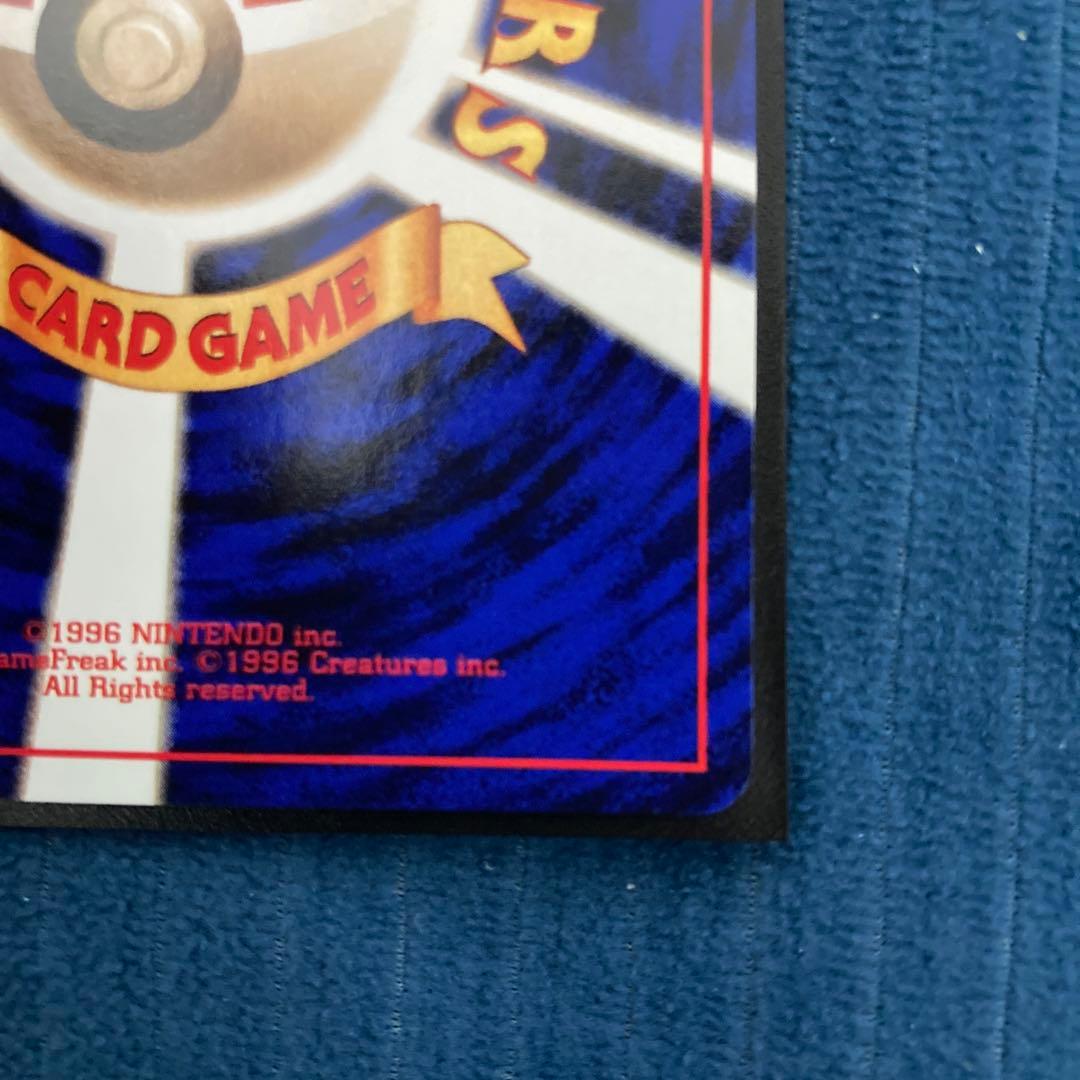 RS
CARD GAME
©1996 NINTENDO inc.
ameFreak inc. ©1996 Creatures inc.
All Rights reserved.